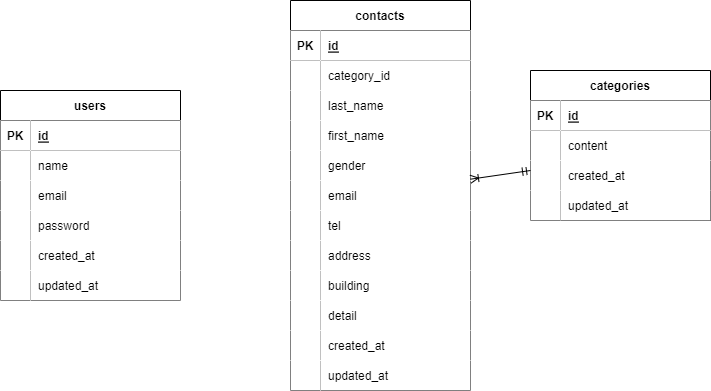 users
PK id
name
email
password
created_at
updated_at
contacts
PK id
category_id
last_name
first_name
gender
email
tel
address
building
detail
created_at
updated_at
categories
PK id
content
created_at
updated_at